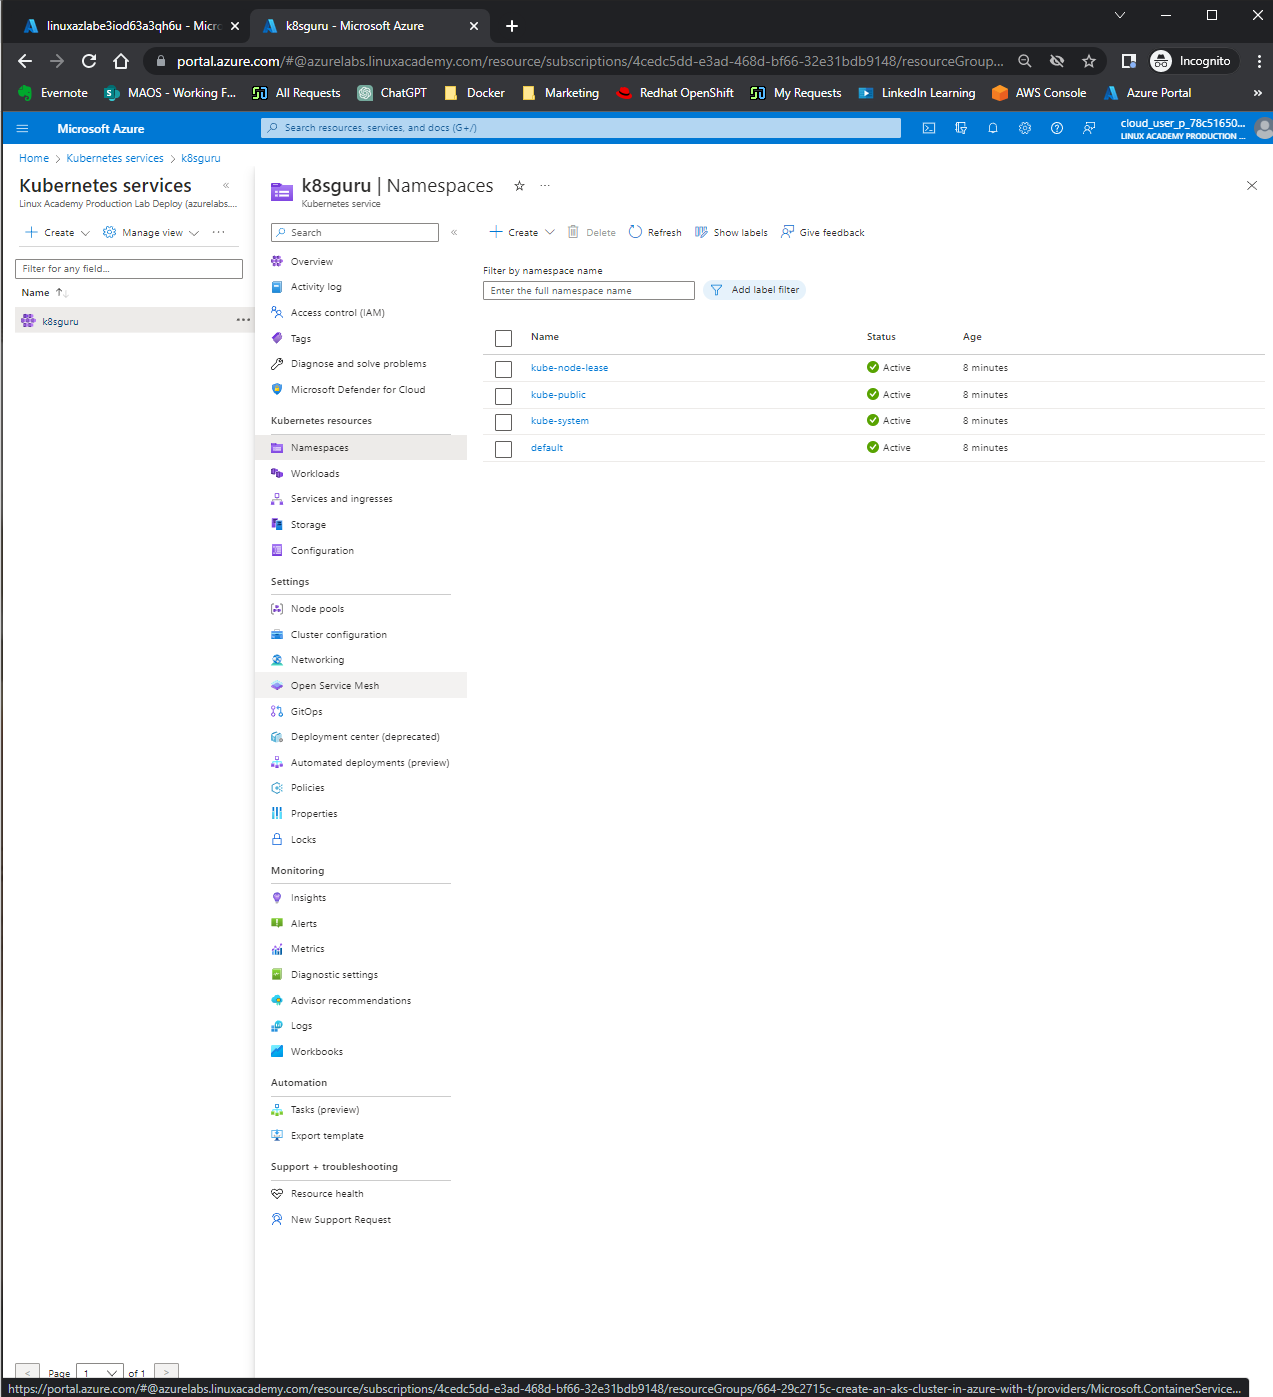 linuxazlabe3iod63a3qh6u - Micro
k8sguru - Microsoft Azure
portal.azure.com/#@azurelabs.linuxacademy.com/resource/subscriptions/4cedc5dd-e3ad-468d-bf66-32e31bdb9148/resourceGroup...
Incognito
Evernote
MAOS - Working F...
All Requests
ChatGPT
Docker
Marketing
Redhat OpenShift
My Requests
LinkedIn Learning
AWS Console
Azure Portal
»
Microsoft Azure
Search resources, services, and docs (G+/)
cloud_user_p_78c51650...
LINUX ACADEMY PRODUCTION ...
Home > Kubernetes services > k8sguru
Kubernetes services
«
Linux Academy Production Lab Deploy (azurelabs....
Create
Manage view
...
Filter for any field...
Name ↑↓
k8sguru
...
Page 1 of 1
k8sguru | Namespaces
...
Kubernetes service
Search
«
Overview
Activity log
Access control (IAM)
Tags
Diagnose and solve problems
Microsoft Defender for Cloud
Kubernetes resources
Namespaces
Workloads
Services and ingresses
Storage
Configuration
Settings
Node pools
Cluster configuration
Networking
Open Service Mesh
GitOps
Deployment center (deprecated)
Automated deployments (preview)
Policies
Properties
Locks
Monitoring
Insights
Alerts
Metrics
Diagnostic settings
Advisor recommendations
Logs
Workbooks
Automation
Tasks (preview)
Export template
Support + troubleshooting
Resource health
New Support Request
Create
Delete
Refresh
Show labels
Give feedback
Filter by namespace name
Enter the full namespace name
Add label filter
Name Status Age
kube-node-lease Active 8 minutes
kube-public Active 8 minutes
kube-system Active 8 minutes
default Active 8 minutes
https://portal.azure.com/#@azurelabs.linuxacademy.com/resource/subscriptions/4cedc5dd-e3ad-468d-bf66-32e31bdb9148/resourceGroups/664-29c2715c-create-an-aks-cluster-in-azure-with-t/providers/Microsoft.ContainerService...